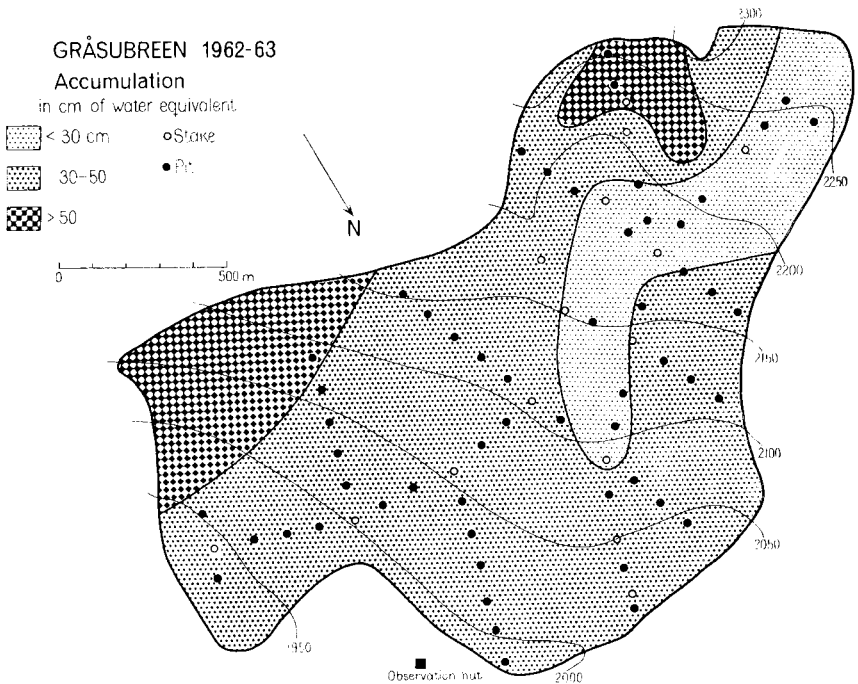 GRÅSUBREEN 1962-63
Accumulation
in cm of water equivalent
< 30 cm
Stake
30-50
Pit
> 50
N
0 500 m
2300
2250
2200
2150
2100
2050
2000
1950
Observation hut